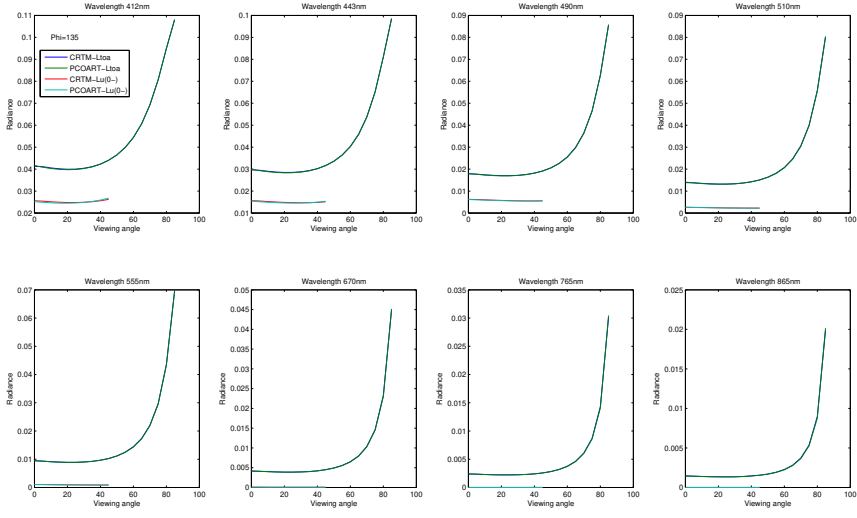 Wavelength 412nm
0.11
0.1
0.09
0.08
0.07
0.06
0.05
0.04
0.03
0.02
Radiance
Phi=135
CRTM−Ltoa
PCOART−Ltoa
CRTM−Lu(0−)
PCOART−Lu(0−)
0 20 40 60 80 100
Viewing angle
Wavelength 443nm
0.1
0.09
0.08
0.07
0.06
0.05
0.04
0.03
0.02
0.01
Radiance
0 20 40 60 80 100
Viewing angle
Wavelength 490nm
0.09
0.08
0.07
0.06
0.05
0.04
0.03
0.02
0.01
0
Radiance
0 20 40 60 80 100
Viewing angle
Wavelength 510nm
0.09
0.08
0.07
0.06
0.05
0.04
0.03
0.02
0.01
0
Radiance
0 20 40 60 80 100
Viewing angle
Wavelength 555nm
0.07
0.06
0.05
0.04
0.03
0.02
0.01
0
Radiance
0 20 40 60 80 100
Viewing angle
Wavelength 670nm
0.05
0.045
0.04
0.035
0.03
0.025
0.02
0.015
0.01
0.005
0
Radiance
0 20 40 60 80 100
Viewing angle
Wavelength 765nm
0.035
0.03
0.025
0.02
0.015
0.01
0.005
0
Radiance
0 20 40 60 80 100
Viewing angle
Wavelength 865nm
0.025
0.02
0.015
0.01
0.005
0
Radiance
0 20 40 60 80 100
Viewing angle